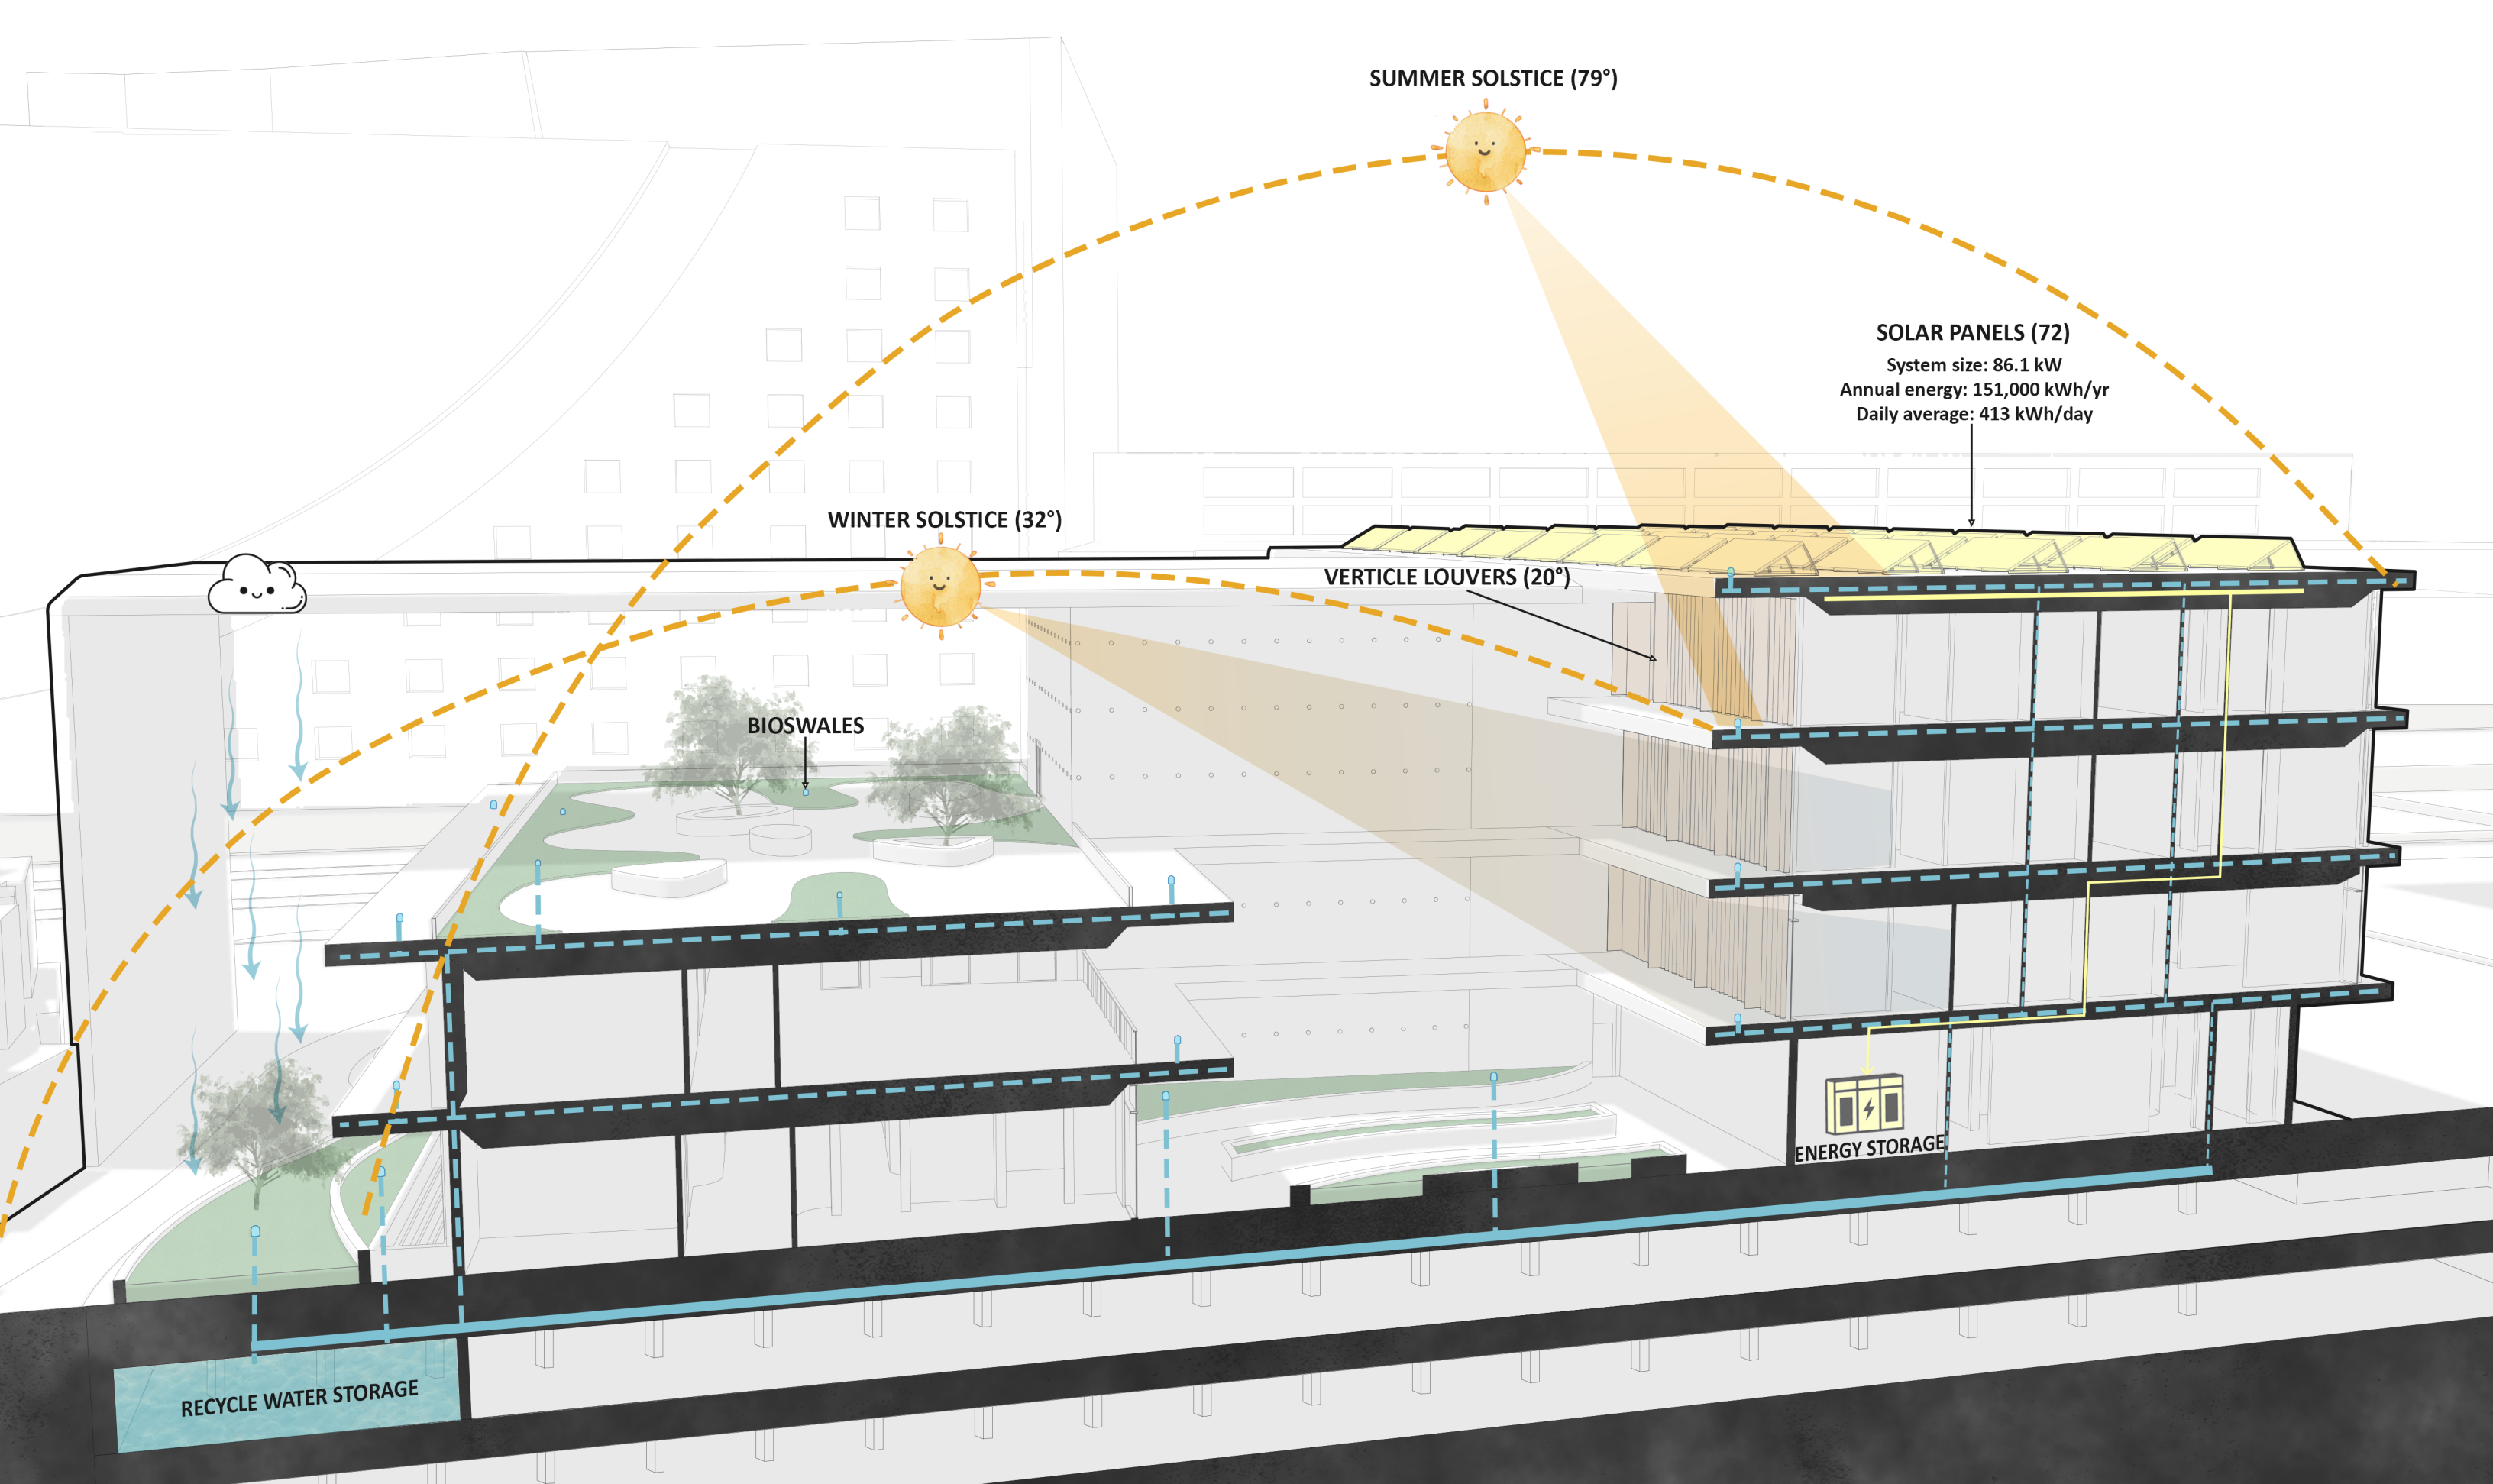 SUMMER SOLSTICE (79°)
SOLAR PANELS (72)
System size: 86.1 kW
Annual energy: 151,000 kWh/yr
Daily average: 413 kWh/day
WINTER SOLSTICE (32°)
VERTICLE LOUVERS (20°)
BIOSWALES
ENERGY STORAGE
RECYCLE WATER STORAGE